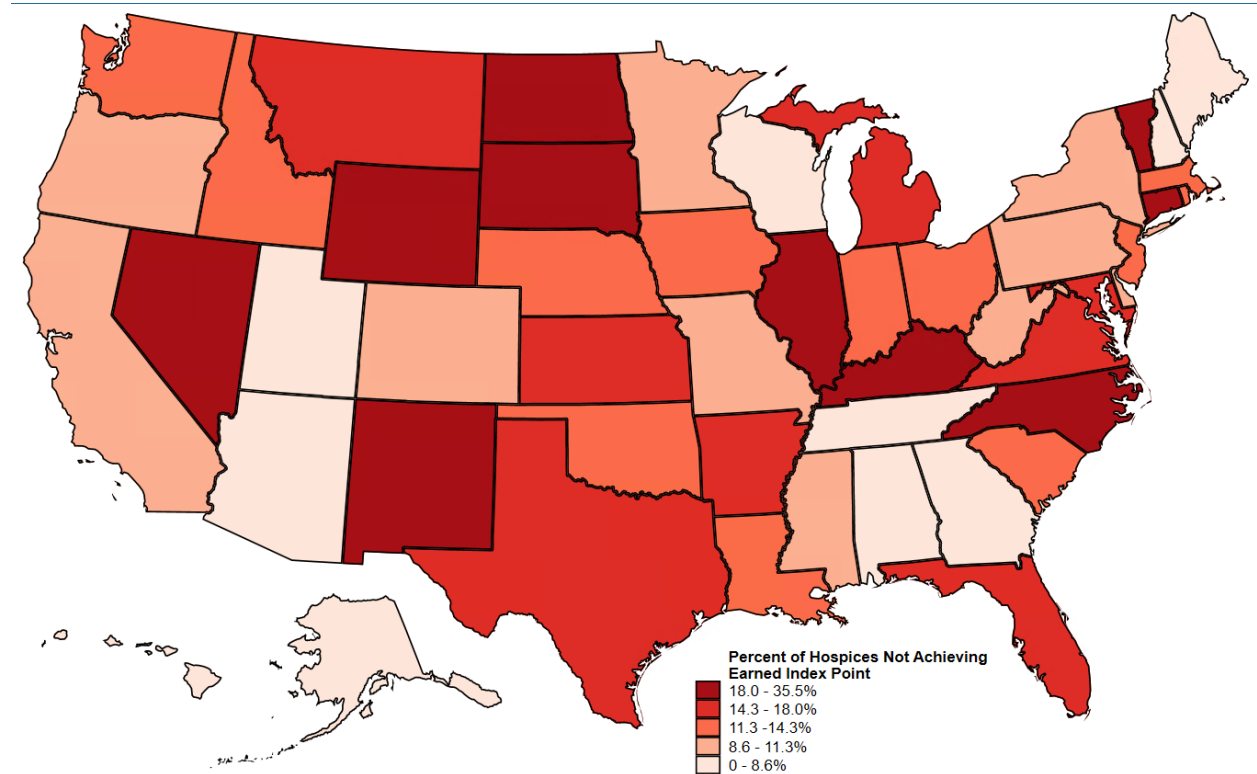 Percent of Hospices Not Achieving
Earned Index Point
18.0 - 35.5%
14.3 - 18.0%
11.3 -14.3%
8.6 - 11.3%
0 - 8.6%